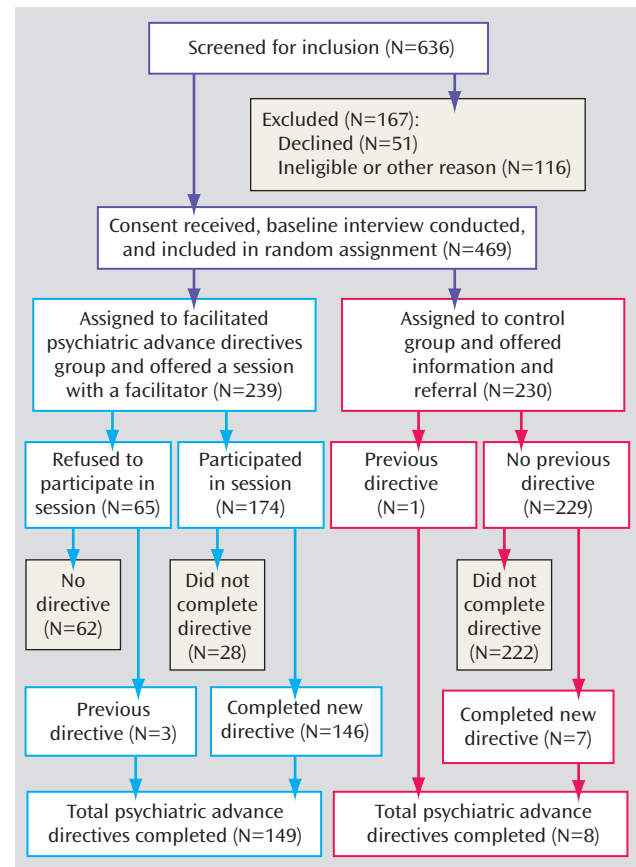 Screened for inclusion (N=636)
Excluded (N=167):
Declined (N=51)
Ineligible or other reason (N=116)
Consent received, baseline interview conducted,
and included in random assignment (N=469)
Assigned to facilitated
psychiatric advance directives
group and offered a session
with a facilitator (N=239)
Assigned to control
group and offered
information and
referral (N=230)
Refused to
participate in
session (N=65)
Participated
in session
(N=174)
Previous
directive
(N=1)
No previous
directive
(N=229)
No
directive
(N=62)
Did not
complete
directive
(N=28)
Did not
complete
directive
(N=222)
Previous
directive (N=3)
Completed new
directive (N=146)
Completed new
directive (N=7)
Total psychiatric advance
directives completed (N=149)
Total psychiatric advance
directives completed (N=8)